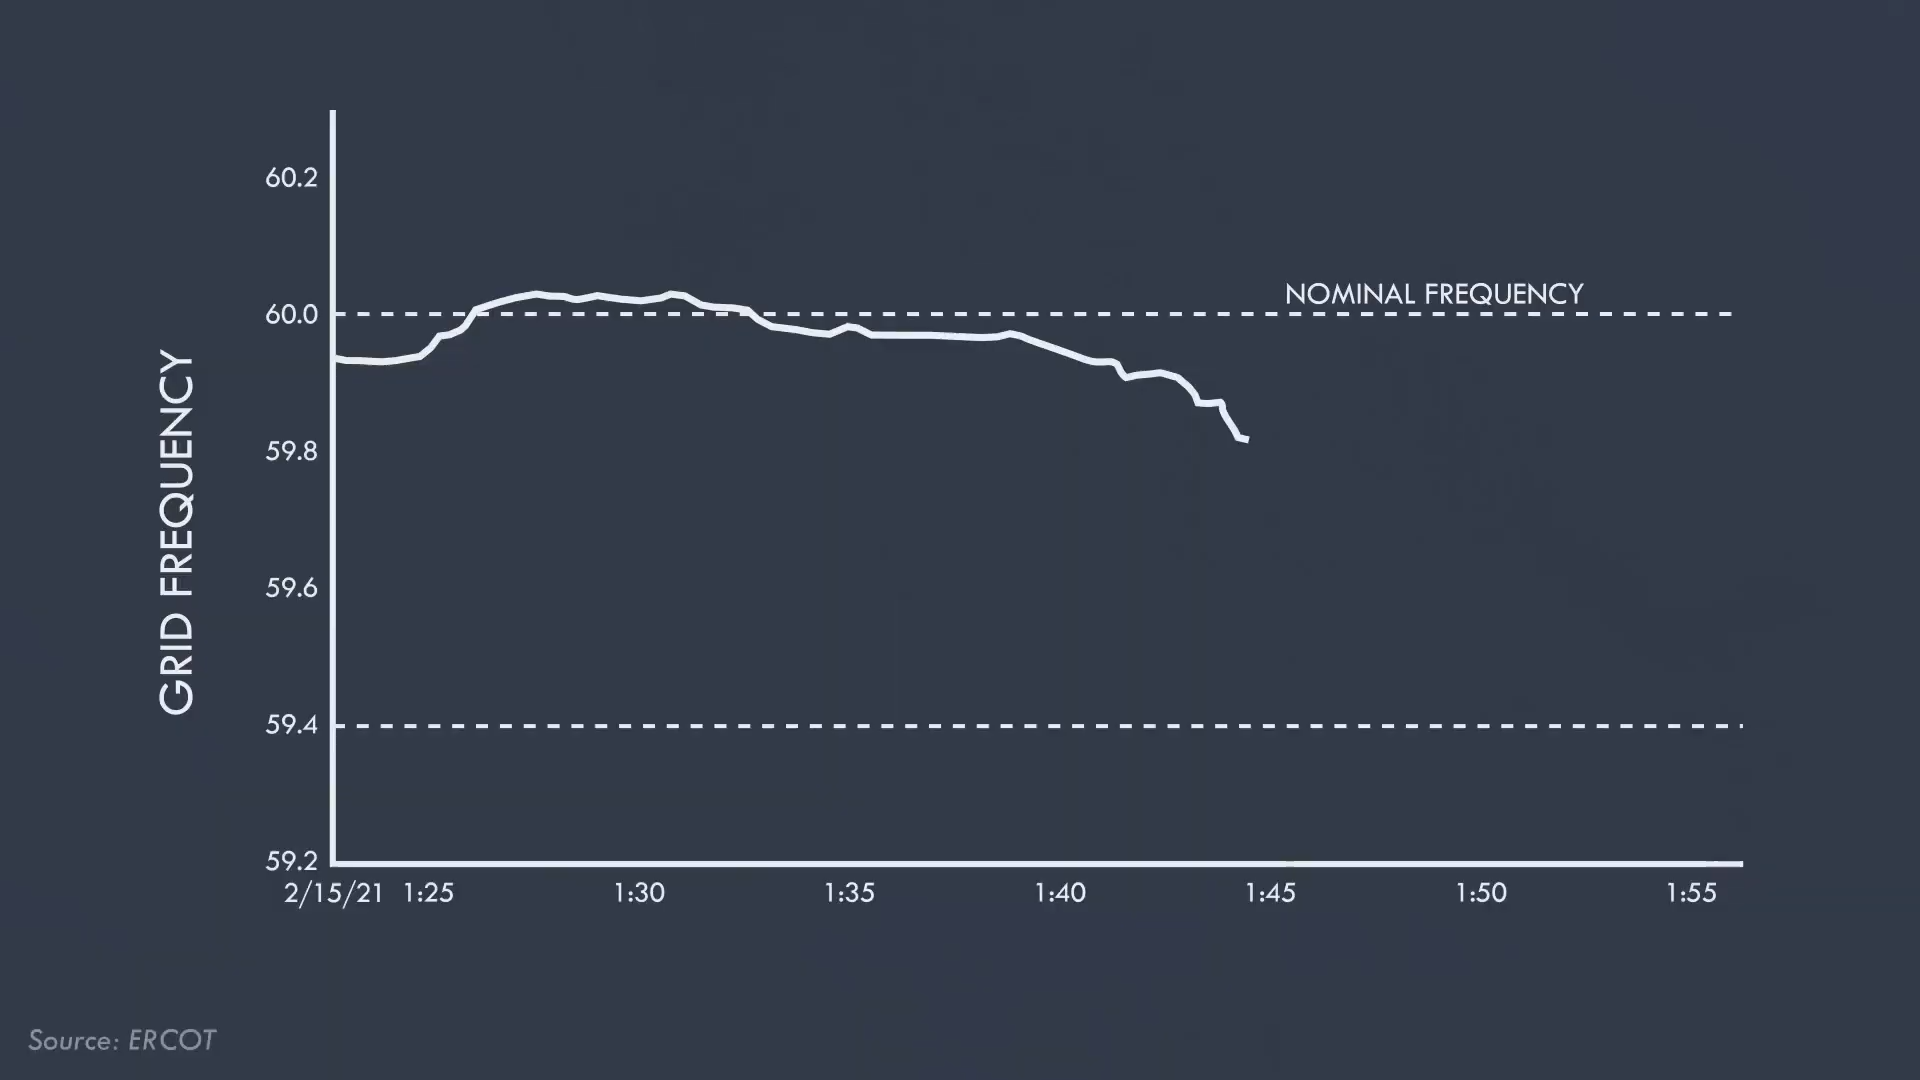 60.2
NOMINAL FREQUENCY
60.0
59.8
59.6
59.4
59.2
GRID FREQUENCY
2/15/21 1:25 1:30 1:35 1:40 1:45 1:50 1:55
Source: ERCOT